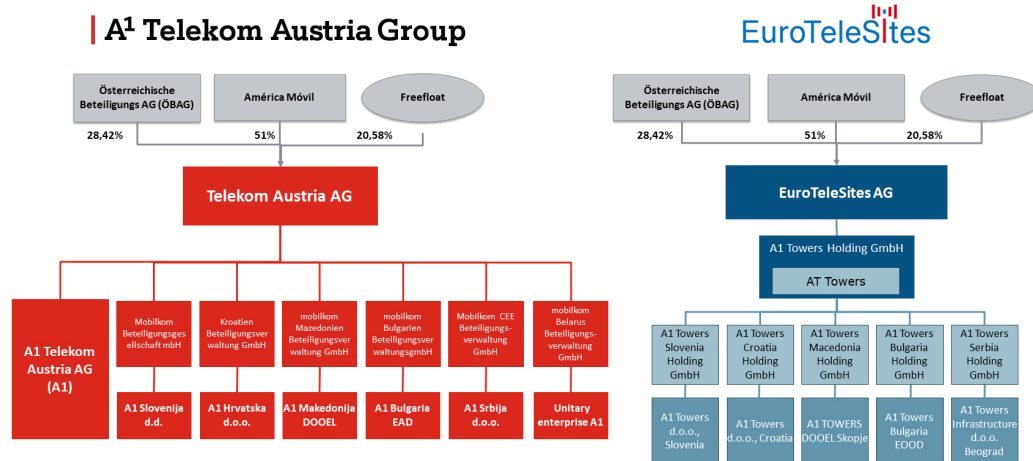 A¹ Telekom Austria Group
EuroTeleSites
Österreichische
Beteiligungs AG (ÖBAG)
América Móvil
Freefloat
28,42%
51%
20,58%
Telekom Austria AG
A1 Telekom
Austria AG
(A1)
Mobilkom
Beteiligungsges
ellschaft mbH
Kroatien
Beteiligungsver
waltung GmbH
mobilkom
Mazedonien
Beteiligungsver
waltung GmbH
mobilkom
Bulgarien
Beteiligungsver
waltungsgmbH
Mobilkom CEE
Beteiligungs-
verwaltung
GmbH
mobilkom
Belarus
Beteiligungs-
verwaltung
GmbH
A1 Slovenija
d.d.
A1 Hrvatska
d.o.o.
A1 Makedonija
DOOEL
A1 Bulgaria
EAD
A1 Srbija
d.o.o.
Unitary
enterprise A1
Österreichische
Beteiligungs AG (ÖBAG)
América Móvil
Freefloat
28,42%
51%
20,58%
EuroTeleSites AG
A1 Towers Holding GmbH
AT Towers
A1 Towers
Slovenia
Holding
GmbH
A1 Towers
Croatia
Holding
GmbH
A1 Towers
Macedonia
Holding
GmbH
A1 Towers
Bulgaria
Holding
GmbH
A1 Towers
Serbia
Holding
GmbH
A1 Towers
d.o.o.,
Slovenia
A1 Towers
d.o.o., Croatia
A1 TOWERS
DOOEL Skopje
A1 Towers
Bulgaria
EOOD
A1 Towers
Infrastructure
d.o.o.
Beograd